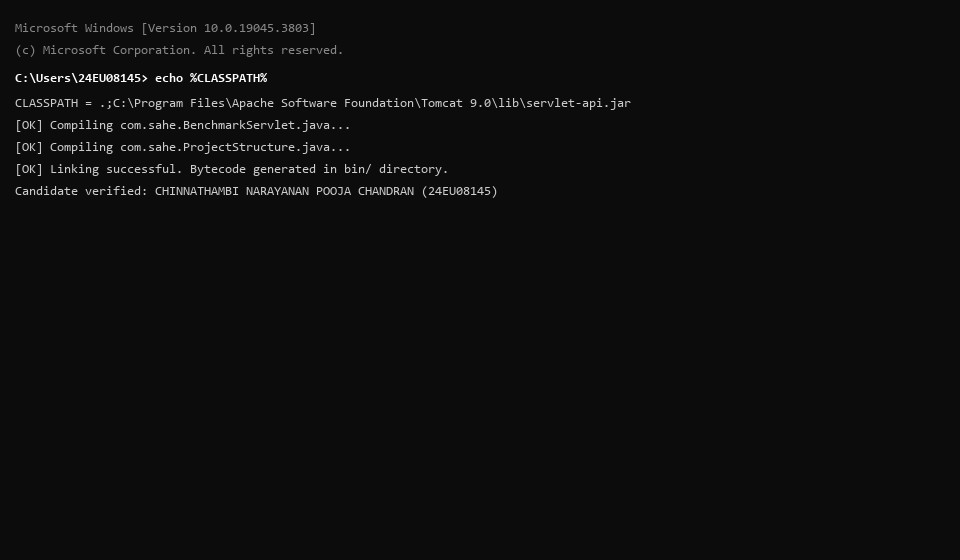 Microsoft Windows [Version 10.0.19045.3803]
(c) Microsoft Corporation. All rights reserved.
C:\Users\24EU08145> echo %CLASSPATH%
CLASSPATH = .;C:\Program Files\Apache Software Foundation\Tomcat 9.0\lib\servlet-api.jar
[OK] Compiling com.sahe.BenchmarkServlet.java...
[OK] Compiling com.sahe.ProjectStructure.java...
[OK] Linking successful. Bytecode generated in bin/ directory.
Candidate verified: CHINNATHAMBI NARAYANAN POOJA CHANDRAN (24EU08145)